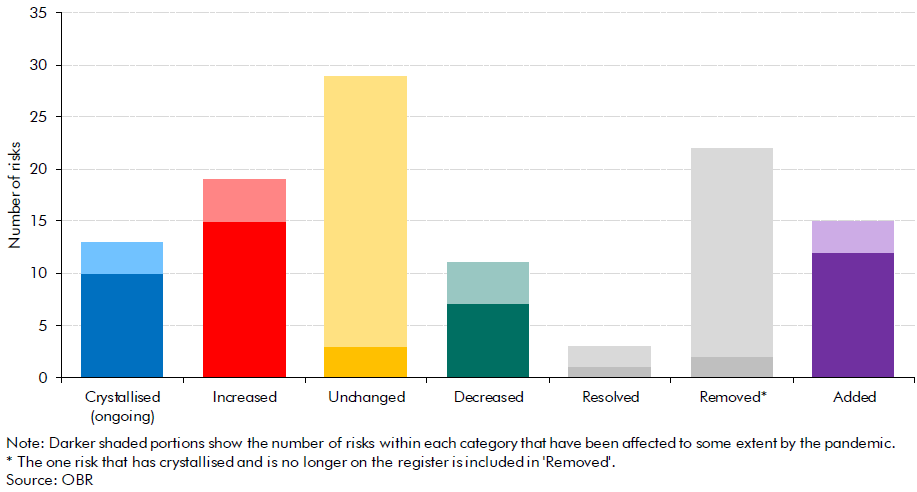 35
30
25
20
15
10
5
0
Number of risks
Crystallised
(ongoing)
Increased
Unchanged
Decreased
Resolved
Removed*
Added
Note: Darker shaded portions show the number of risks within each category that have been affected to some extent by the pandemic.
* The one risk that has crystallised and is no longer on the register is included in 'Removed'.
Source: OBR